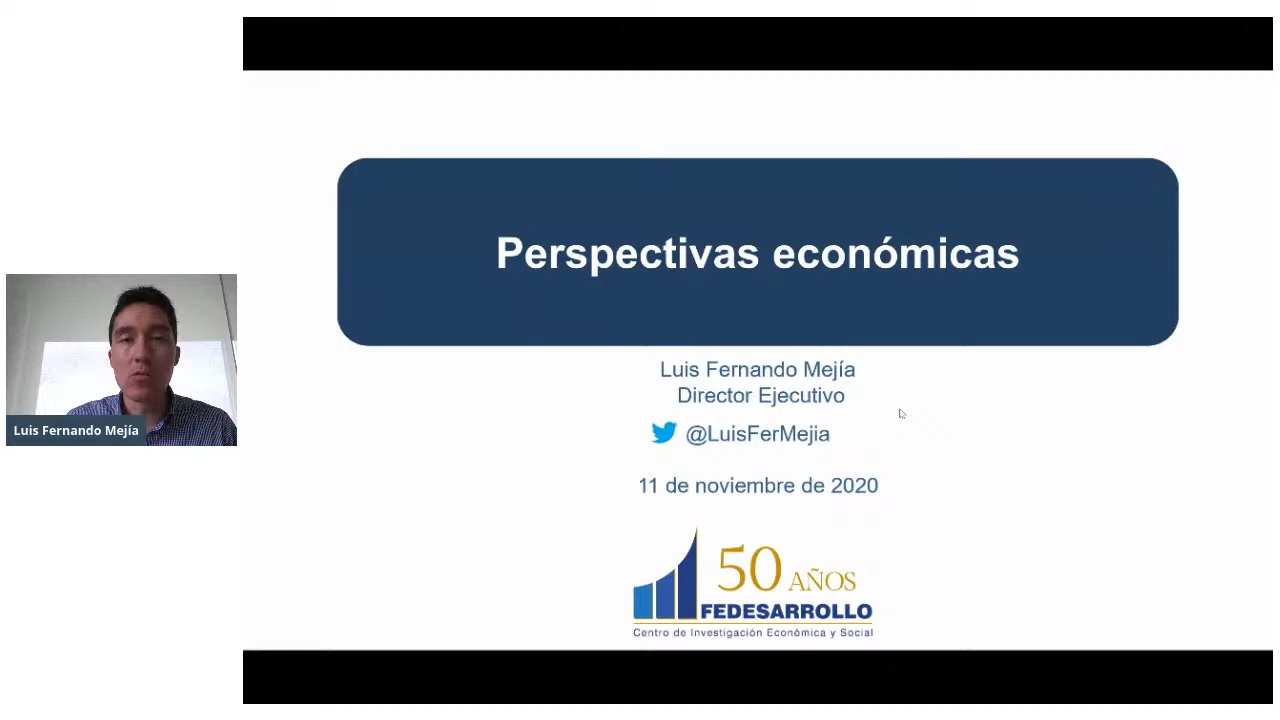 Perspectivas económicas
Luis Fernando Mejía
Director Ejecutivo
@LuisFerMejia
11 de noviembre de 2020
50 AÑOS
FEDESARROLLO
Centro de Investigación Económica y Social
Luis Fernando Mejía